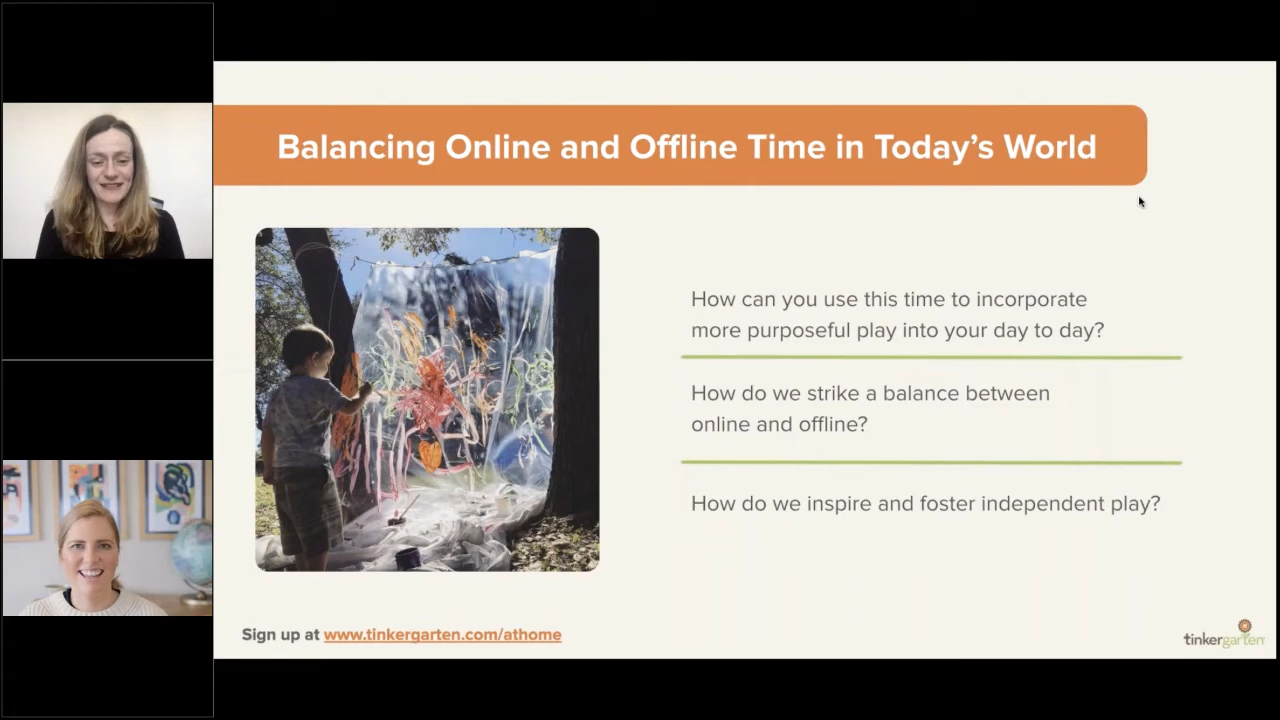 Balancing Online and Offline Time in Today's World
How can you use this time to incorporate
more purposeful play into your day to day?
How do we strike a balance between
online and offline?
How do we inspire and foster independent play?
Sign up at www.tinkergarten.com/athome
tinkergarten